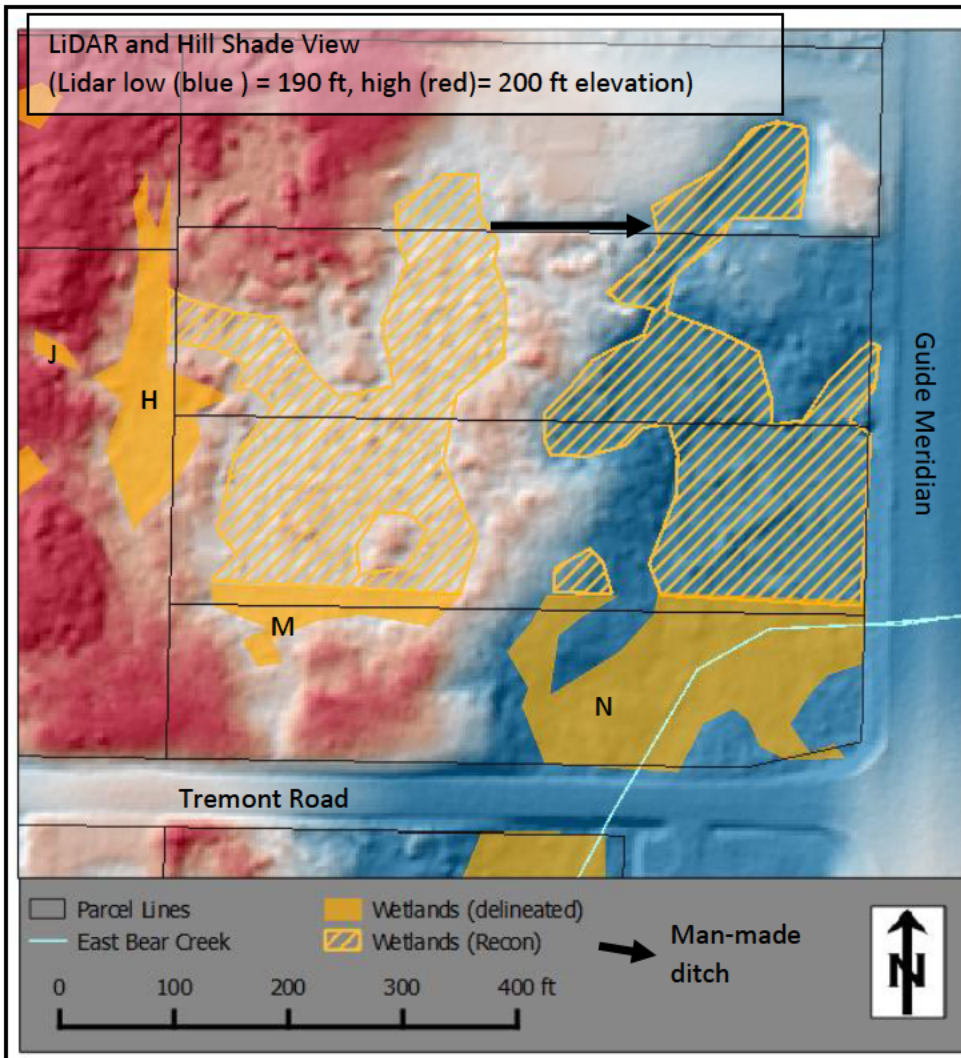 LiDAR and Hill Shade View
(Lidar low (blue ) = 190 ft, high (red)= 200 ft elevation)
J
H
Guide Meridian
M
N
Tremont Road
Parcel Lines
East Bear Creek
Wetlands (delineated)
Wetlands (Recon)
Man-made
ditch
0 100 200 300 400 ft
N